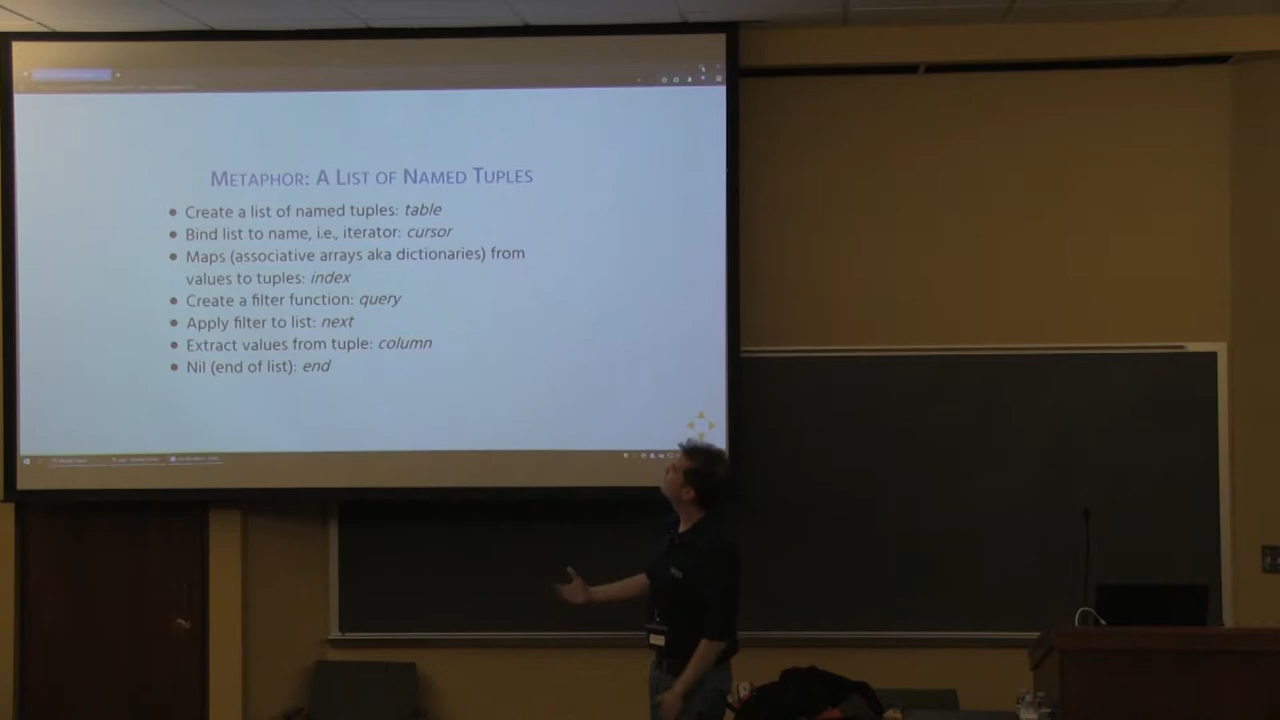 METAPHOR: A LIST OF NAMED TUPLES
• Create a list of named tuples: table
• Bind list to name, i.e., iterator: cursor
• Maps (associative arrays aka dictionaries) from
values to tuples: index
• Create a filter function: query
• Apply filter to list: next
• Extract values from tuple: column
• Nil (end of list): end